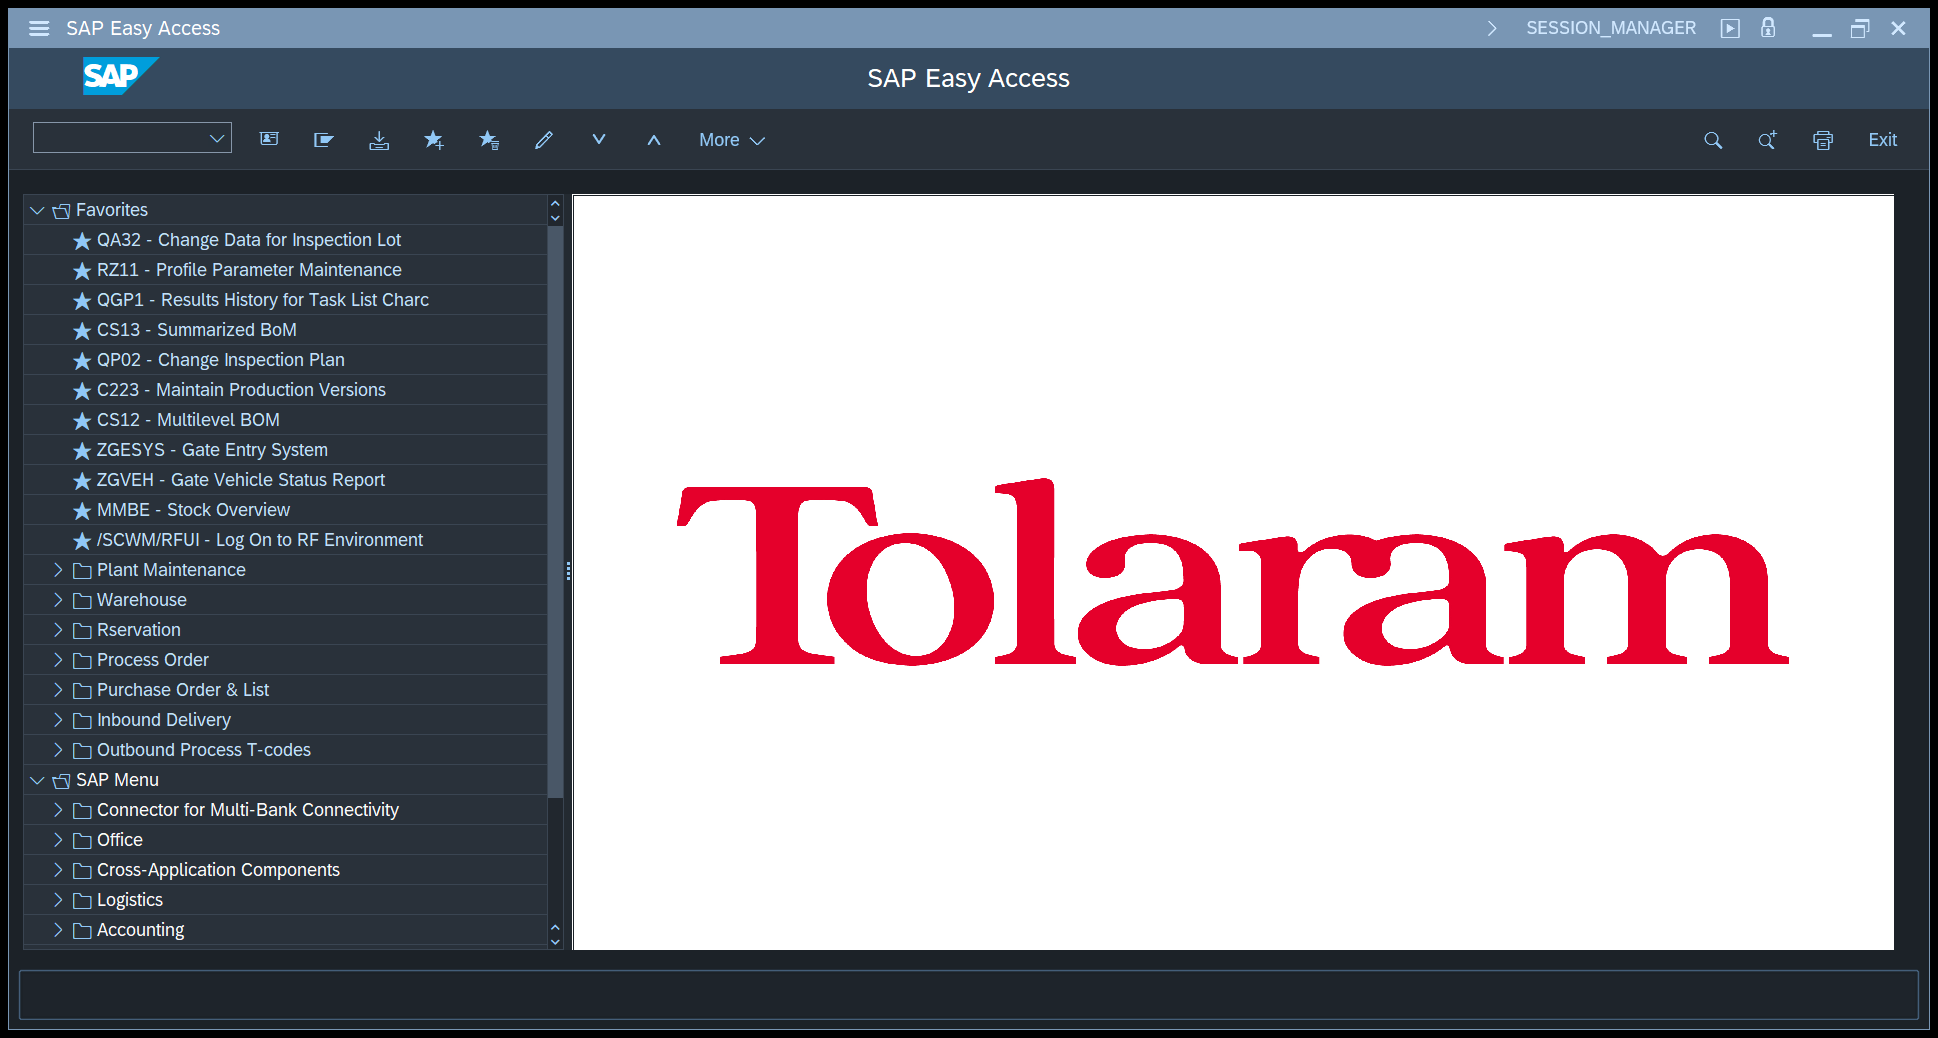 SAP Easy Access
SESSION_MANAGER
SAP
SAP Easy Access
More
Exit
Favorites
QA32 - Change Data for Inspection Lot
RZ11 - Profile Parameter Maintenance
QGP1 - Results History for Task List Charc
CS13 - Summarized BoM
QP02 - Change Inspection Plan
C223 - Maintain Production Versions
CS12 - Multilevel BOM
ZGESYS - Gate Entry System
ZGVEH - Gate Vehicle Status Report
MMBE - Stock Overview
/SCWM/RFUI - Log On to RF Environment
Plant Maintenance
Warehouse
Rservation
Process Order
Purchase Order & List
Inbound Delivery
Outbound Process T-codes
SAP Menu
Connector for Multi-Bank Connectivity
Office
Cross-Application Components
Logistics
Accounting
Tolaram